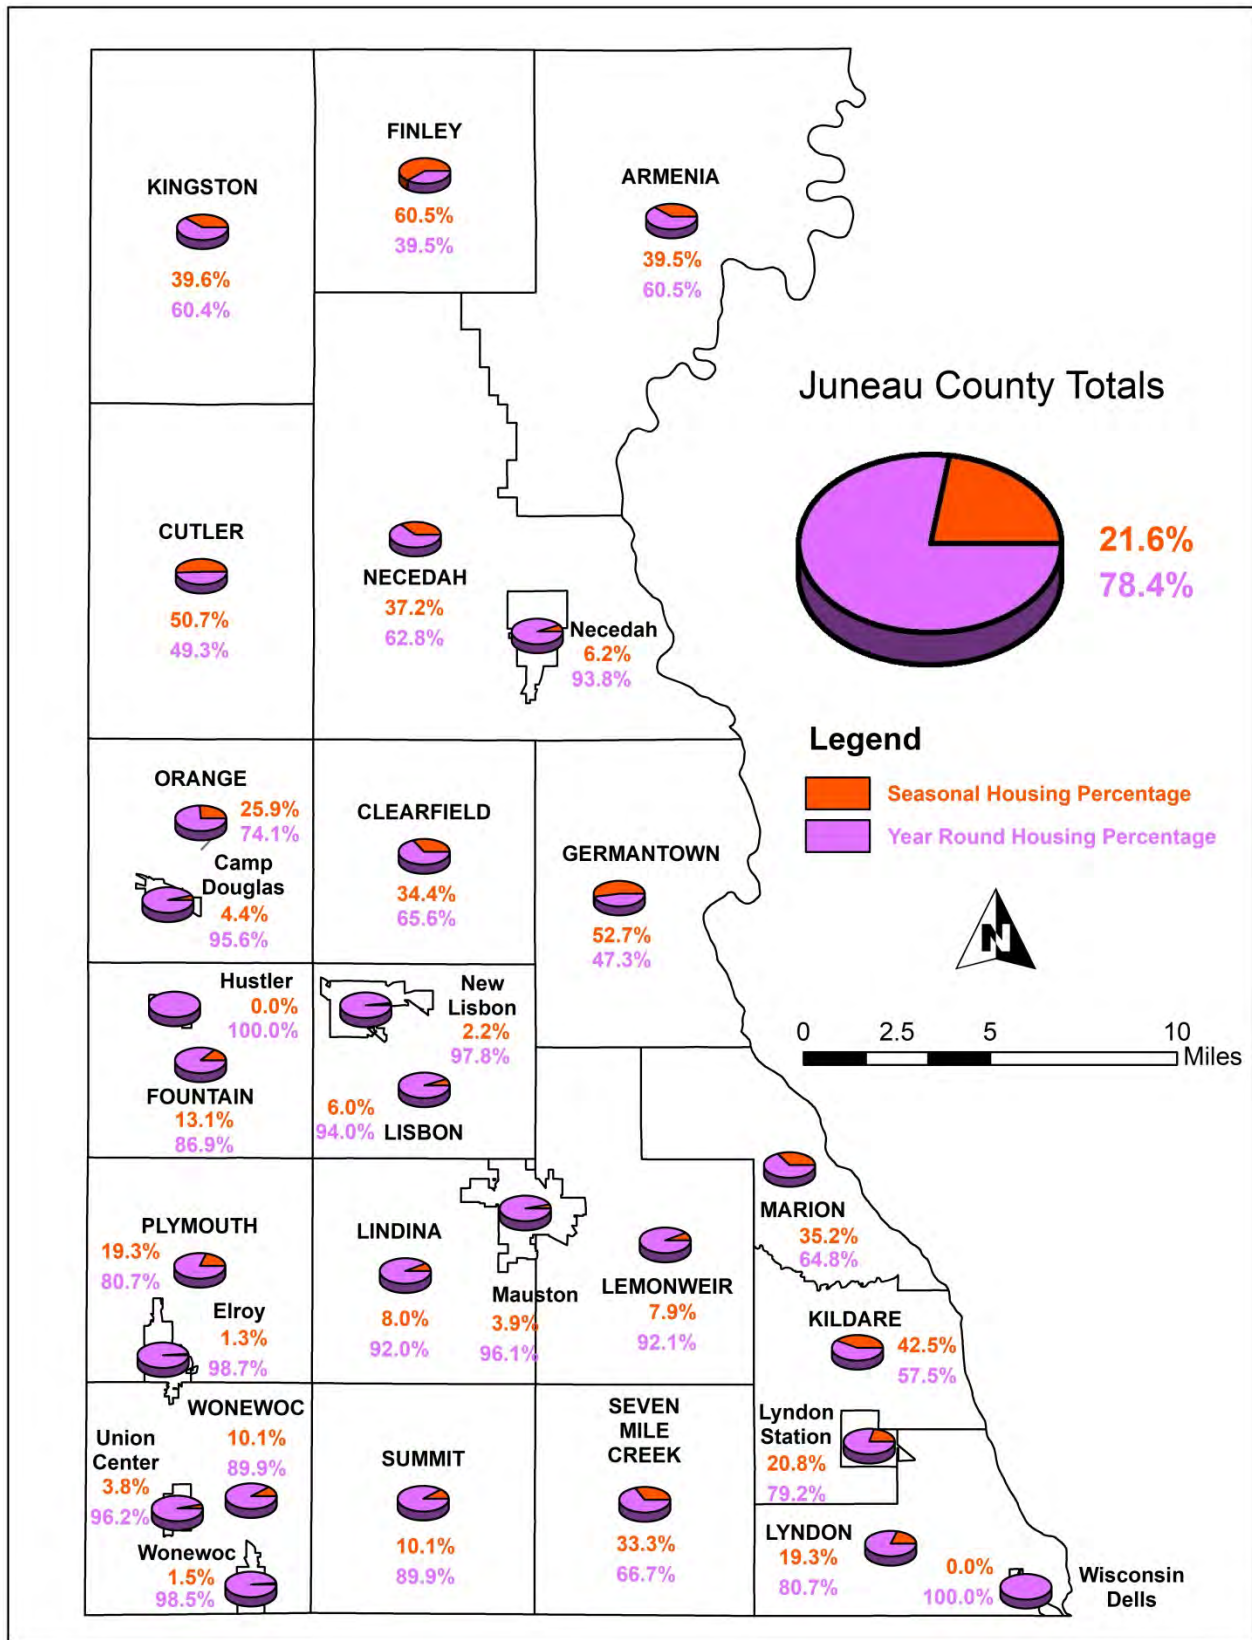 FINLEY
60.5%
39.5%
KINGSTON
39.6%
60.4%
ARMENIA
39.5%
60.5%
Juneau County Totals
21.6%
78.4%
CUTLER
50.7%
49.3%
NECEDAH
37.2%
62.8%
Necedah
6.2%
93.8%
Legend
Seasonal Housing Percentage
Year Round Housing Percentage
ORANGE
25.9%
74.1%
Camp
Douglas
4.4%
95.6%
CLEARFIELD
34.4%
65.6%
GERMANTOWN
52.7%
47.3%
N
0 2.5 5 10
Miles
Hustler
0.0%
100.0%
FOUNTAIN
13.1%
86.9%
New
Lisbon
2.2%
97.8%
6.0%
94.0%
LISBON
PLYMOUTH
19.3%
80.7%
Elroy
1.3%
98.7%
LINDINA
8.0%
92.0%
Mauston
3.9%
96.1%
LEMONWEIR
7.9%
92.1%
MARION
35.2%
64.8%
KILDARE
42.5%
57.5%
WONEWOC
10.1%
89.9%
Union
Center
3.8%
96.2%
Wonewoc
1.5%
98.5%
SUMMIT
10.1%
89.9%
SEVEN
MILE
CREEK
33.3%
66.7%
Lyndon
Station
20.8%
79.2%
LYNDON
19.3%
80.7%
0.0%
100.0%
Wisconsin
Dells